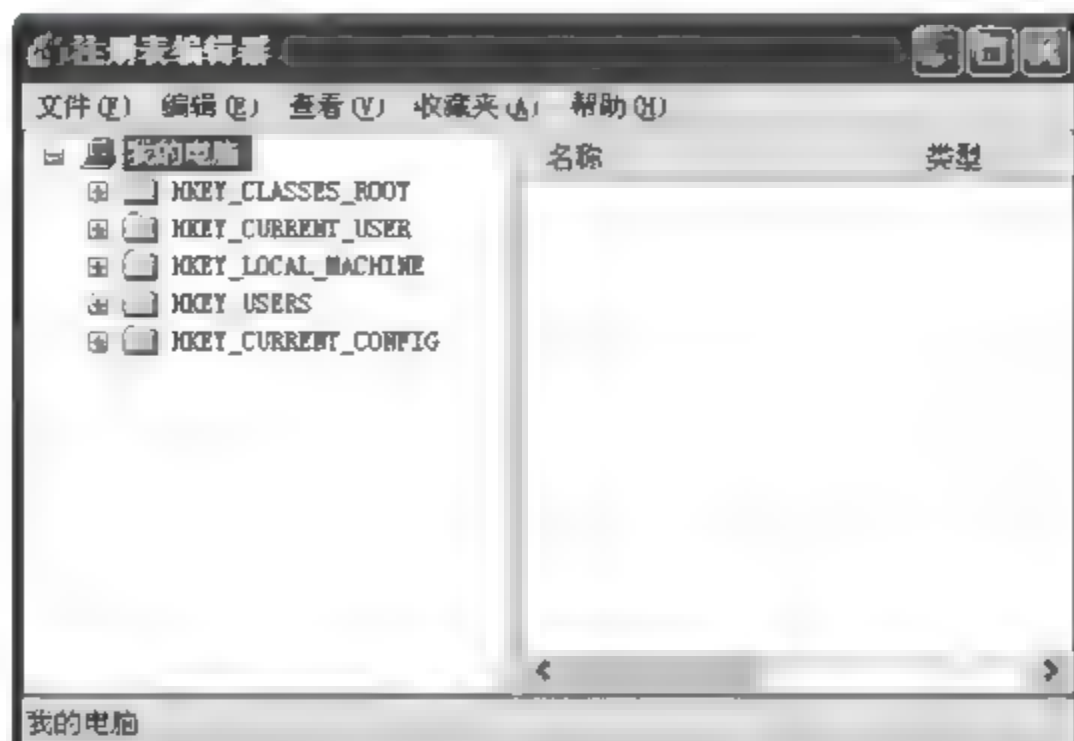 注册表编辑器
文件(F) 编辑(E) 查看(V) 收藏夹(A) 帮助(H)
我的电脑
名称 类型
HKEY_CLASSES_ROOT
HKEY_CURRENT_USER
HKEY_LOCAL_MACHINE
HKEY_USERS
HKEY_CURRENT_CONFIG
我的电脑